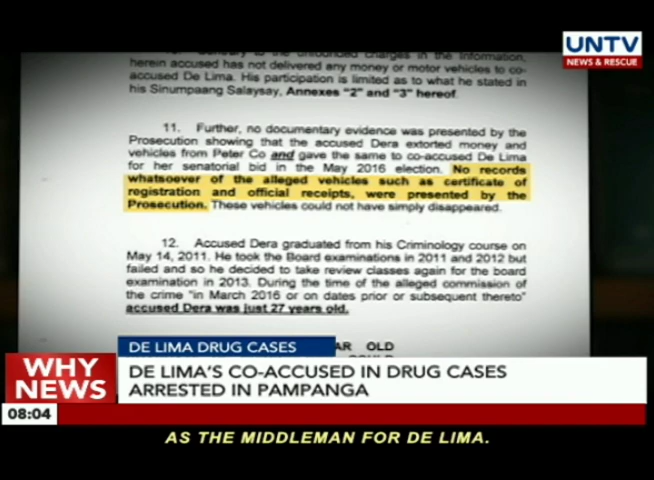 UNTV
NEWS & RESCUE
unfounded charges in the Information,
herein accused has not delivered any money or motor vehicles to co-
accused De Lima. His participation is limited as to what he stated in
his Sinumpaang Salaysay, Annexes "2" and "3" hereof.
11. Further, no documentary evidence was presented by the
Prosecution showing that the accused Dera extorted money and
vehicles from Peter Co and gave the same to co-accused De Lima
for her senatorial bid in the May 2016 election. No records
whatsoever of the alleged vehicles such as certificate of
registration and official receipts, were presented by the
Prosecution. These vehicles could not have simply disappeared.
12. Accused Dera graduated from his Criminology course on
May 14, 2011. He took the Board examinations in 2011 and 2012 but
failed and so he decided to take review classes again for the board
examination in 2013. During the time of the alleged commission of
the crime "in March 2016 or on dates prior or subsequent thereto"
accused Dera was just 27 years old.
AR OLD
DE LIMA DRUG CASES
WHY
NEWS
DE LIMA'S CO-ACCUSED IN DRUG CASES
ARRESTED IN PAMPANGA
08:04
AS THE MIDDLEMAN FOR DE LIMA.